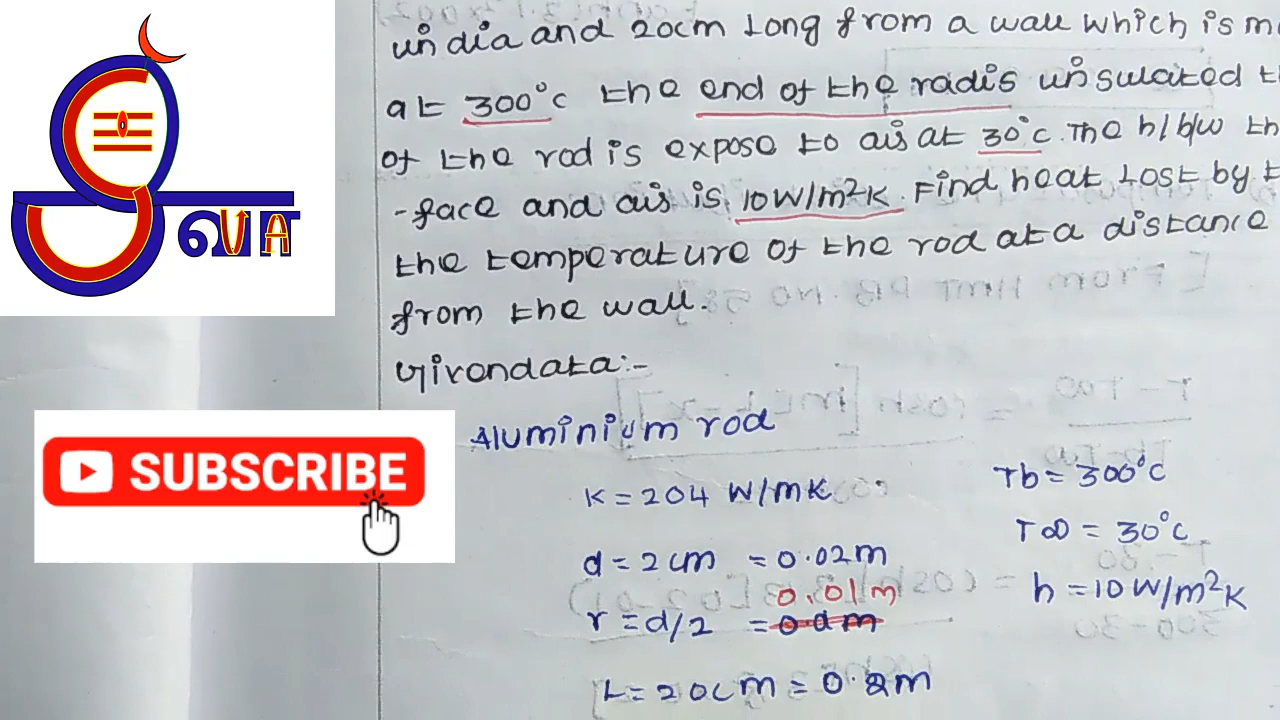 வா
SUBSCRIBE
in dia and 20cm Long from a wall which is m
at 300°c the end of the rod is insulated t
of the rod is expose to air at 30°c. The h/b/w th
-face and air is 10W/m²K. Find heat Lost by t
the temperature of the rod at a distance
from the wall.
Givendata:-
Aluminium rod
K = 204 W/mK
Tb = 300°c
T∞ = 30°c
d = 2cm = 0.02m
h = 10W/m²K
0.01m
r = d/2 =
L = 20cm = 0.2m